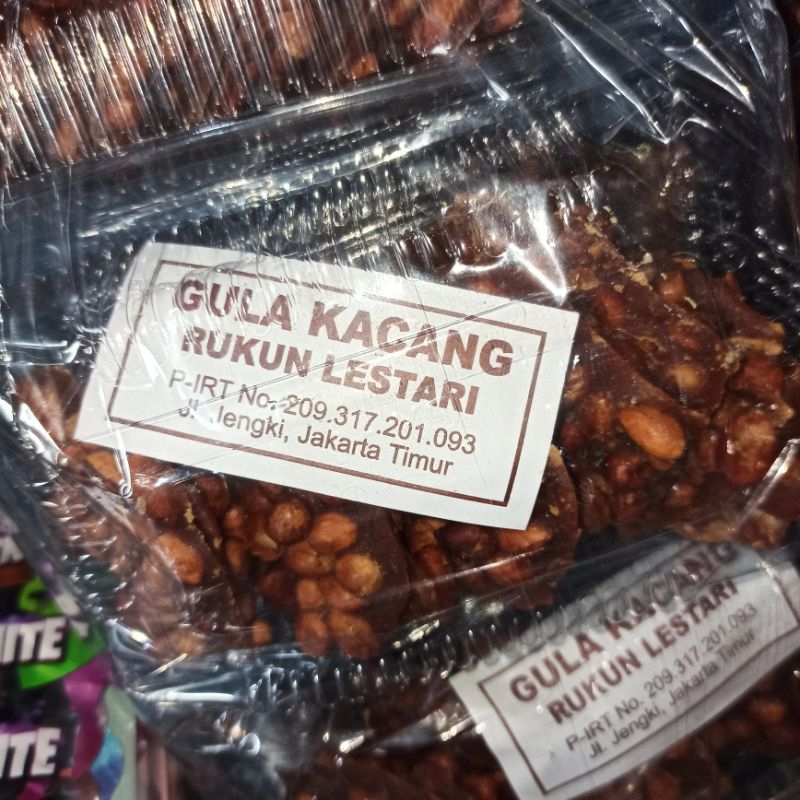 GULA KACANG
RUKUN LESTARI
P-IRT No. 209.317.201.093
Jl. Jengki, Jakarta Timur
GULA KACANG
RUKUN LESTARI
P-IRT No. 209.317.201.093
Jl. Jengki, Jakarta Timur